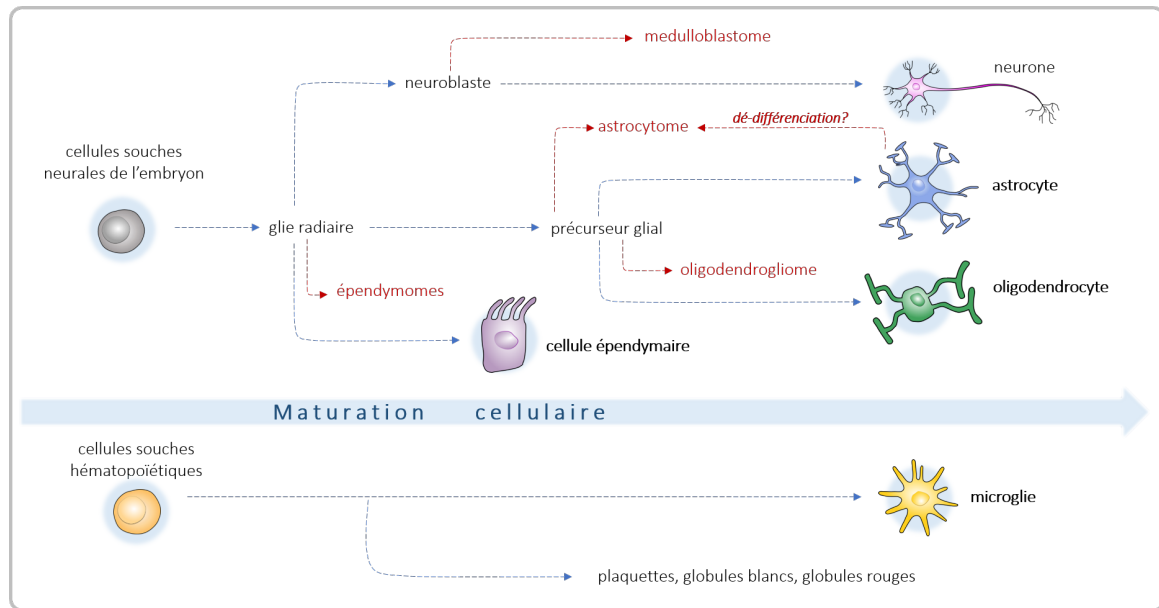 medulloblastome
neuroblaste
neurone
astrocytome
dé-différenciation?
cellules souches
neurales de l'embryon
astrocyte
glie radiaire
précurseur glial
oligodendrogliome
épendymomes
oligodendrocyte
cellule épendymaire
Maturation cellulaire
cellules souches
hématopoïétiques
microglie
plaquettes, globules blancs, globules rouges